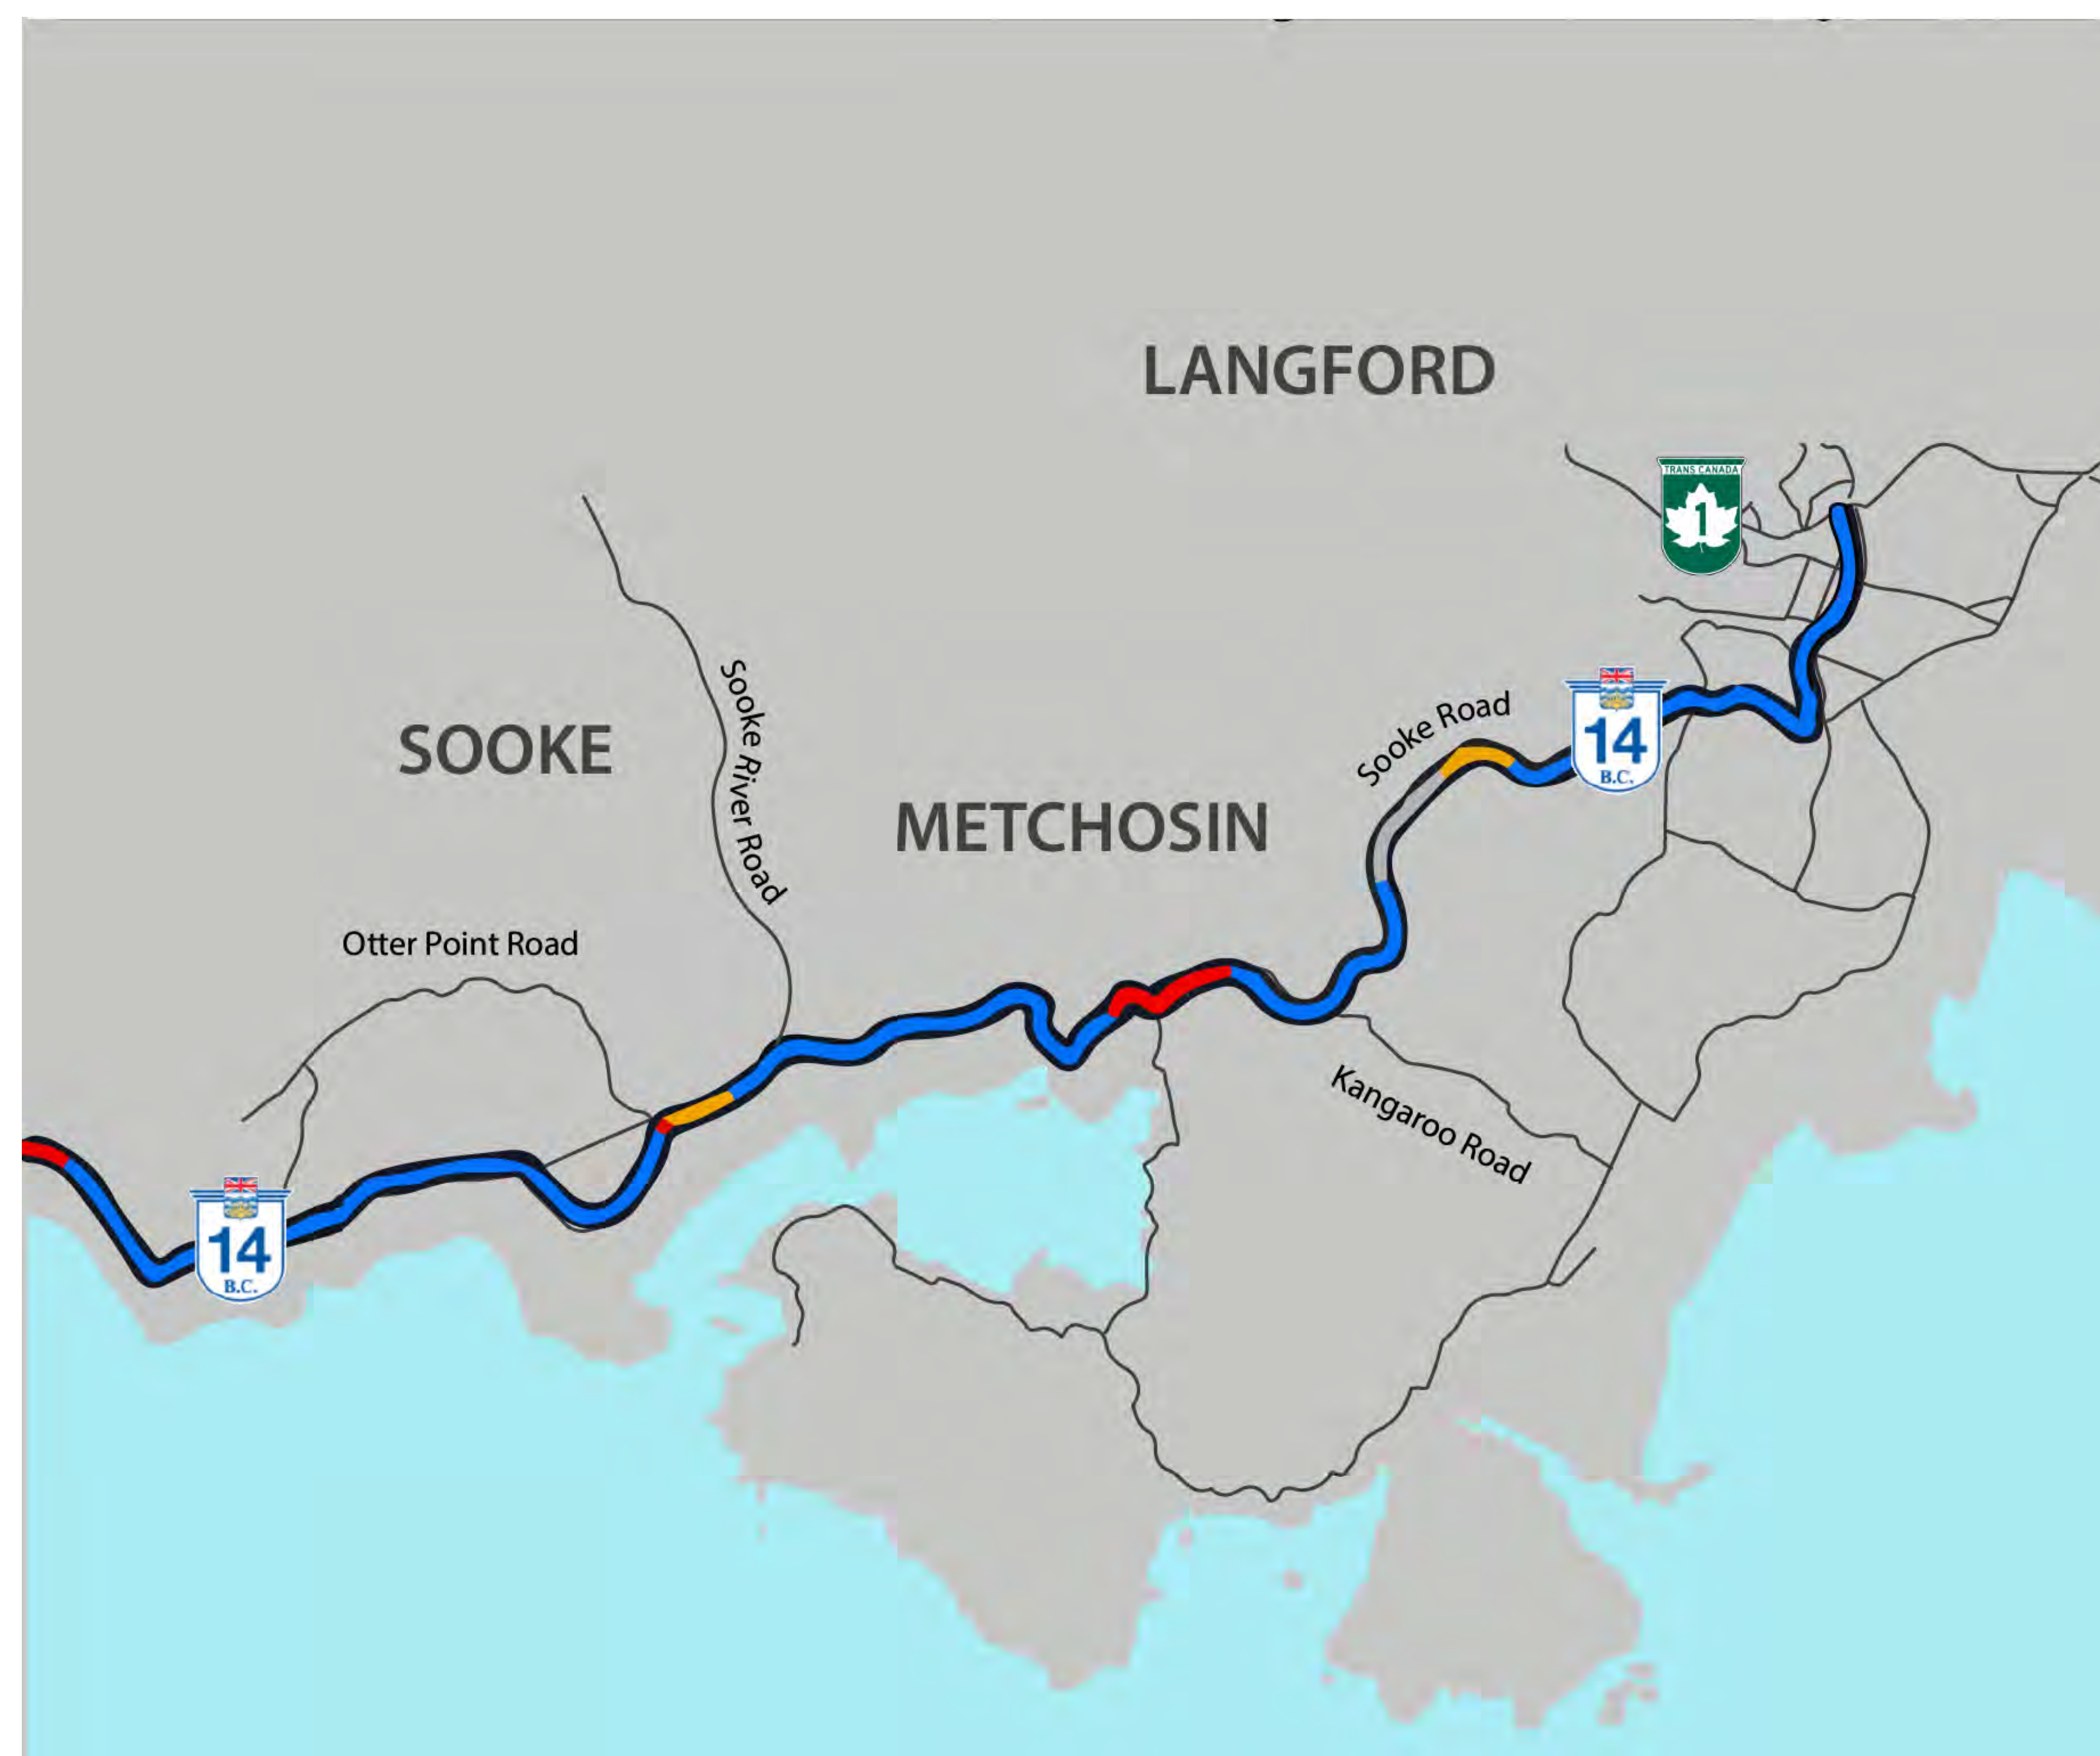 LANGFORD
TRANS CANADA
1
SOOKE
Sooke River Road
Sooke Road
14
B.C.
METCHOSIN
Otter Point Road
Kangaroo Road
14
B.C.